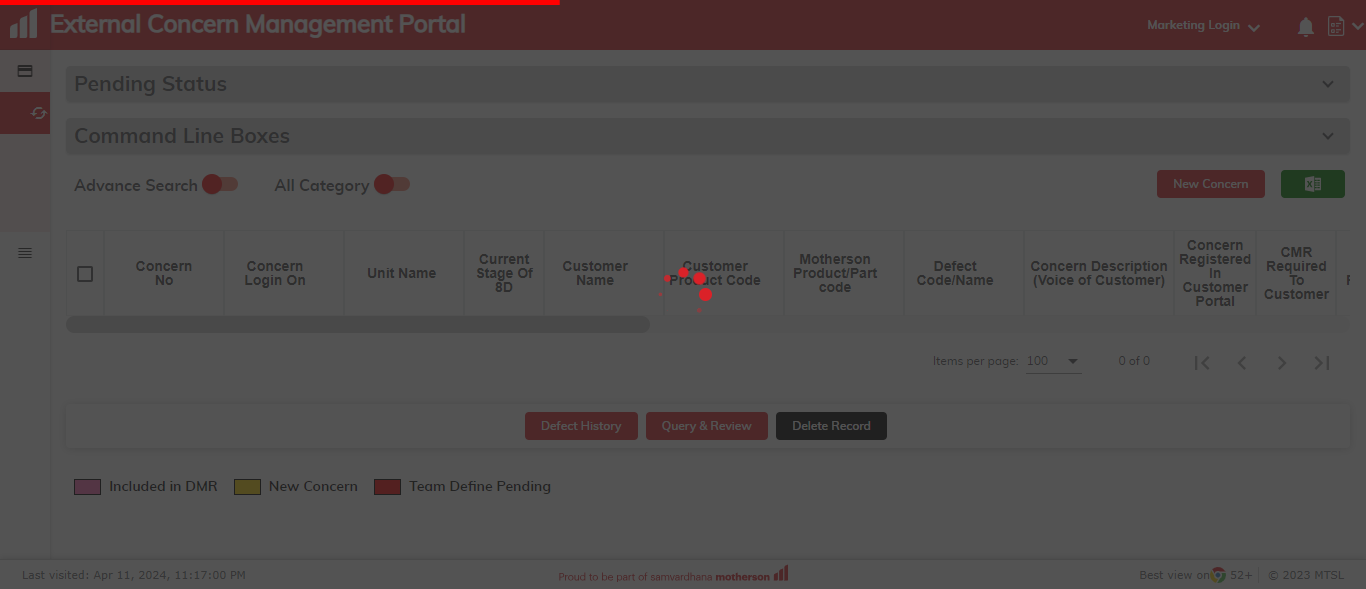 External Concern Management Portal
Marketing Login
Pending Status
Command Line Boxes
Advance Search
All Category
New Concern
Concern
No
Concern
Login On
Unit Name
Current
Stage Of
8D
Customer
Name
Customer
Product Code
Motherson
Product/Part
code
Defect
Code/Name
Concern Description
(Voice of Customer)
Concern
Registered
In
Customer
Portal
CMR
Required
To
Customer
Items per page: 100
0 of 0
Defect History
Query & Review
Delete Record
Included in DMR
New Concern
Team Define Pending
Last visited: Apr 11, 2024, 11:17:00 PM
Proud to be part of samvardhana motherson
Best view on 52+ | © 2023 MTSL